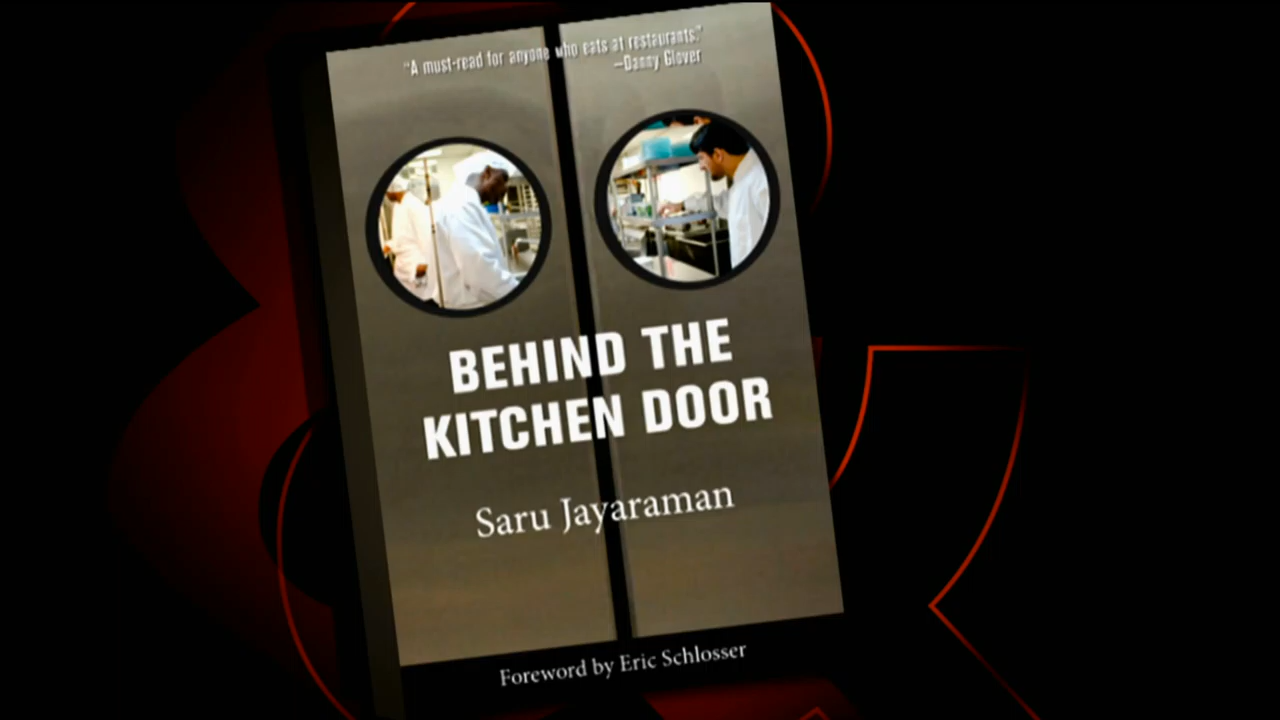 "A must-read for anyone who eats at restaurants."
—Danny Glover
BEHIND THE
KITCHEN DOOR
Saru Jayaraman
Foreword by Eric Schlosser